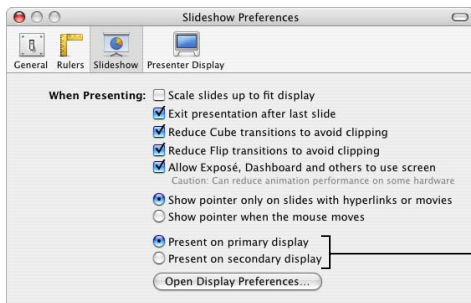 Slideshow Preferences
General Rulers Slideshow Presenter Display
When Presenting: Scale slides up to fit display
Exit presentation after last slide
Reduce Cube transitions to avoid clipping
Reduce Flip transitions to avoid clipping
Allow Exposé, Dashboard and others to use screen
Caution: Can reduce animation performance on some hardware
Show pointer only on slides with hyperlinks or movies
Show pointer when the mouse moves
Present on primary display
Present on secondary display
Open Display Preferences...